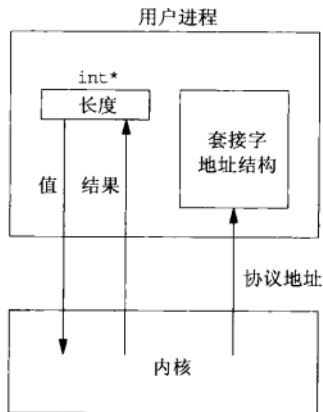 用户进程
int*
长度
套接字
地址结构
值
结果
协议地址
内核